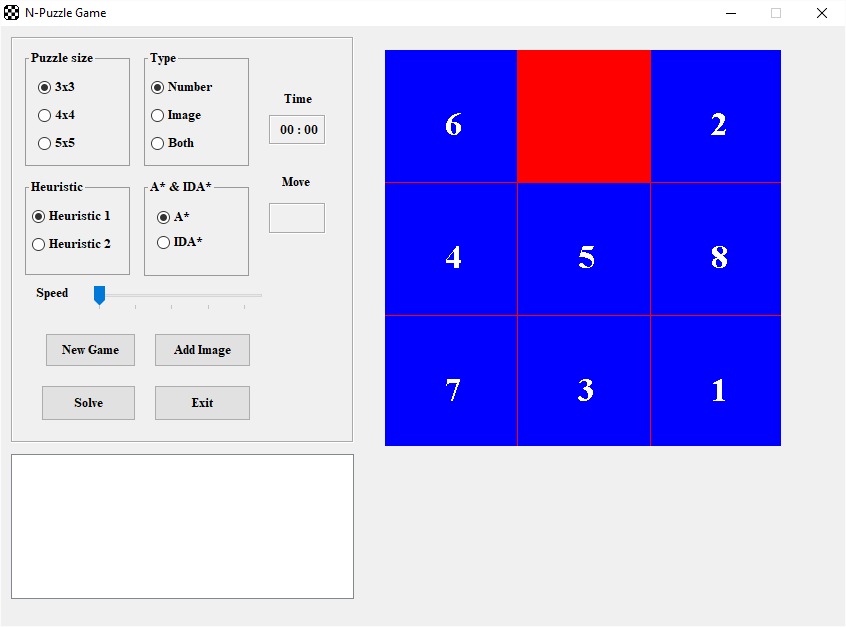 N-Puzzle Game
Puzzle size
3x3
4x4
5x5
Type
Number
Image
Both
Time
00 : 00
Heuristic
Heuristic 1
Heuristic 2
A* & IDA*
A*
IDA*
Move
Speed
New Game
Add Image
Solve
Exit
6 2
4 5 8
7 3 1